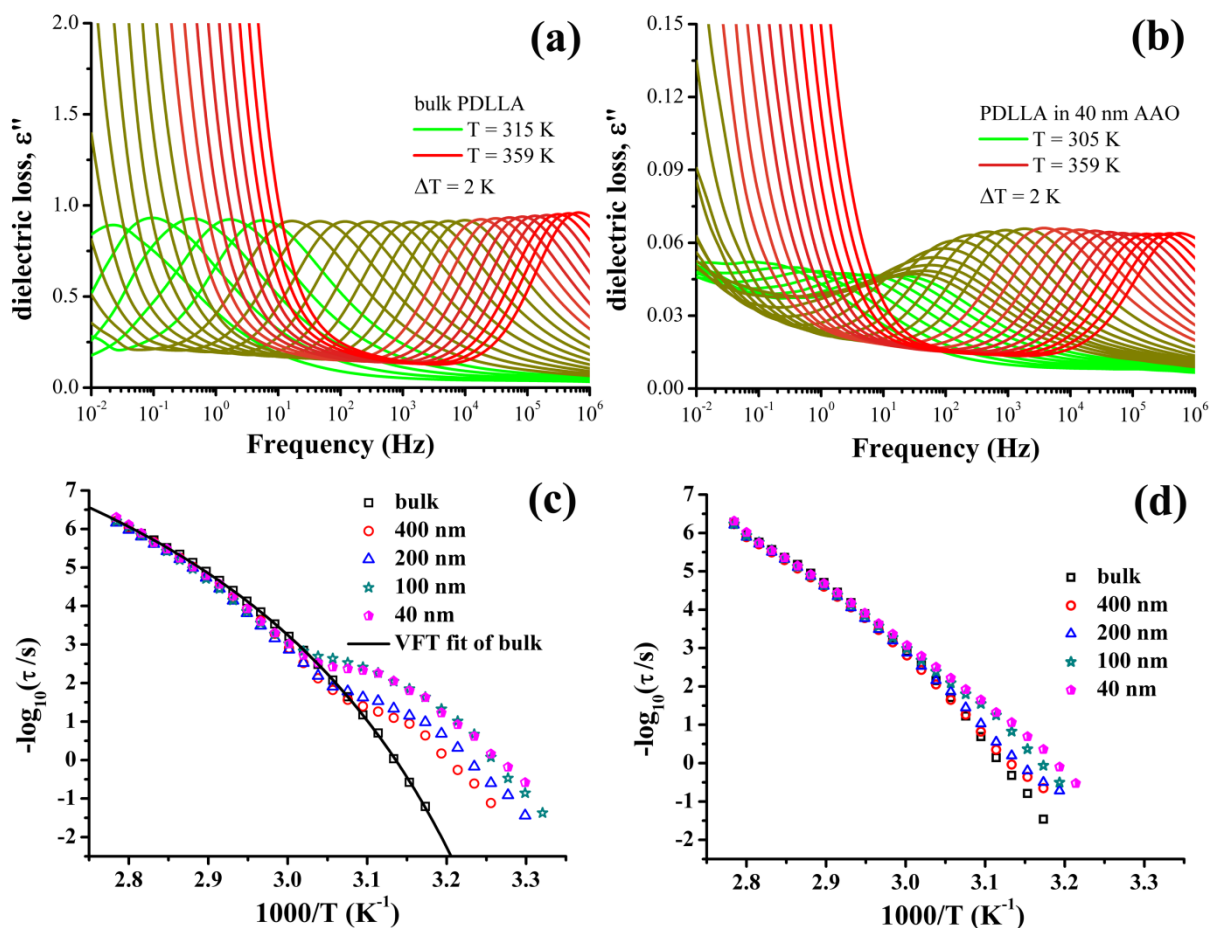 (a)
2.0
1.5
1.0
0.5
0.0
dielectric loss, ε"
bulk PDLLA
T = 315 K
T = 359 K
ΔT = 2 K
10⁻² 10⁻¹ 10⁰ 10¹ 10² 10³ 10⁴ 10⁵ 10⁶
Frequency (Hz)
(b)
0.15
0.12
0.09
0.06
0.03
0.00
dielectric loss, ε"
PDLLA in 40 nm AAO
T = 305 K
T = 359 K
ΔT = 2 K
10⁻² 10⁻¹ 10⁰ 10¹ 10² 10³ 10⁴ 10⁵ 10⁶
Frequency (Hz)
(c)
7
6
5
4
3
2
1
0
-1
-2
-log₁₀(τ/s)
bulk
400 nm
200 nm
100 nm
40 nm
VFT fit of bulk
2.8 2.9 3.0 3.1 3.2 3.3
1000/T (K⁻¹)
(d)
7
6
5
4
3
2
1
0
-1
-2
-log₁₀(τ/s)
bulk
400 nm
200 nm
100 nm
40 nm
2.8 2.9 3.0 3.1 3.2 3.3
1000/T (K⁻¹)